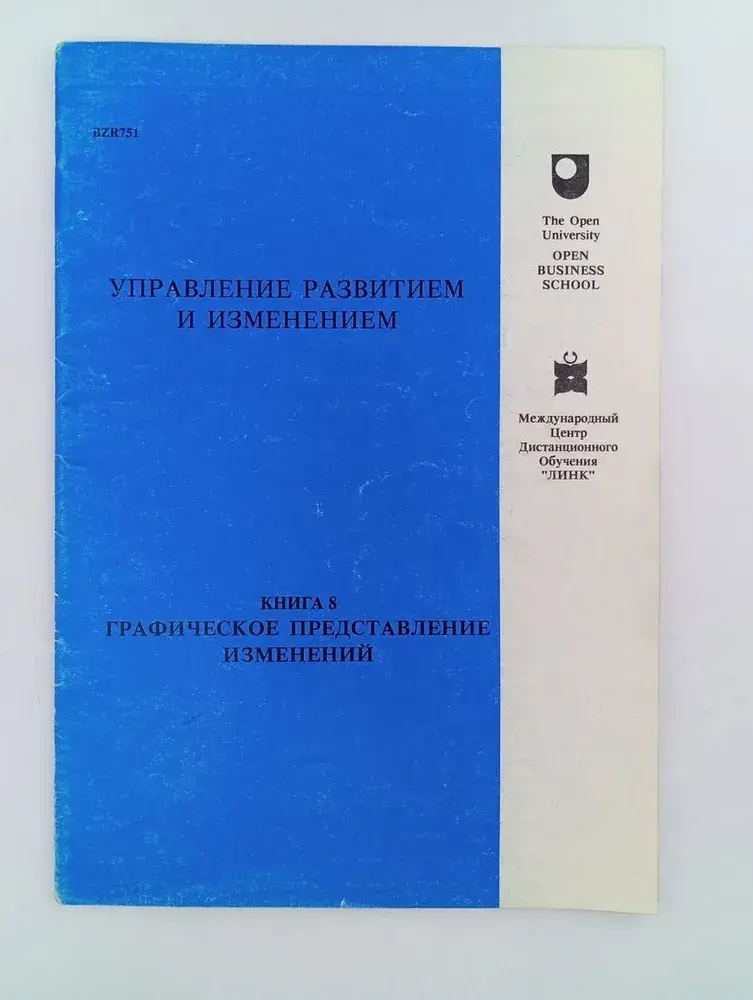 BZR751
УПРАВЛЕНИЕ РАЗВИТИЕМ
И ИЗМЕНЕНИЕМ
КНИГА 8
ГРАФИЧЕСКОЕ ПРЕДСТАВЛЕНИЕ
ИЗМЕНЕНИЙ
The Open
University
OPEN
BUSINESS
SCHOOL
Международный
Центр
Дистанционного
Обучения
"ЛИНК"